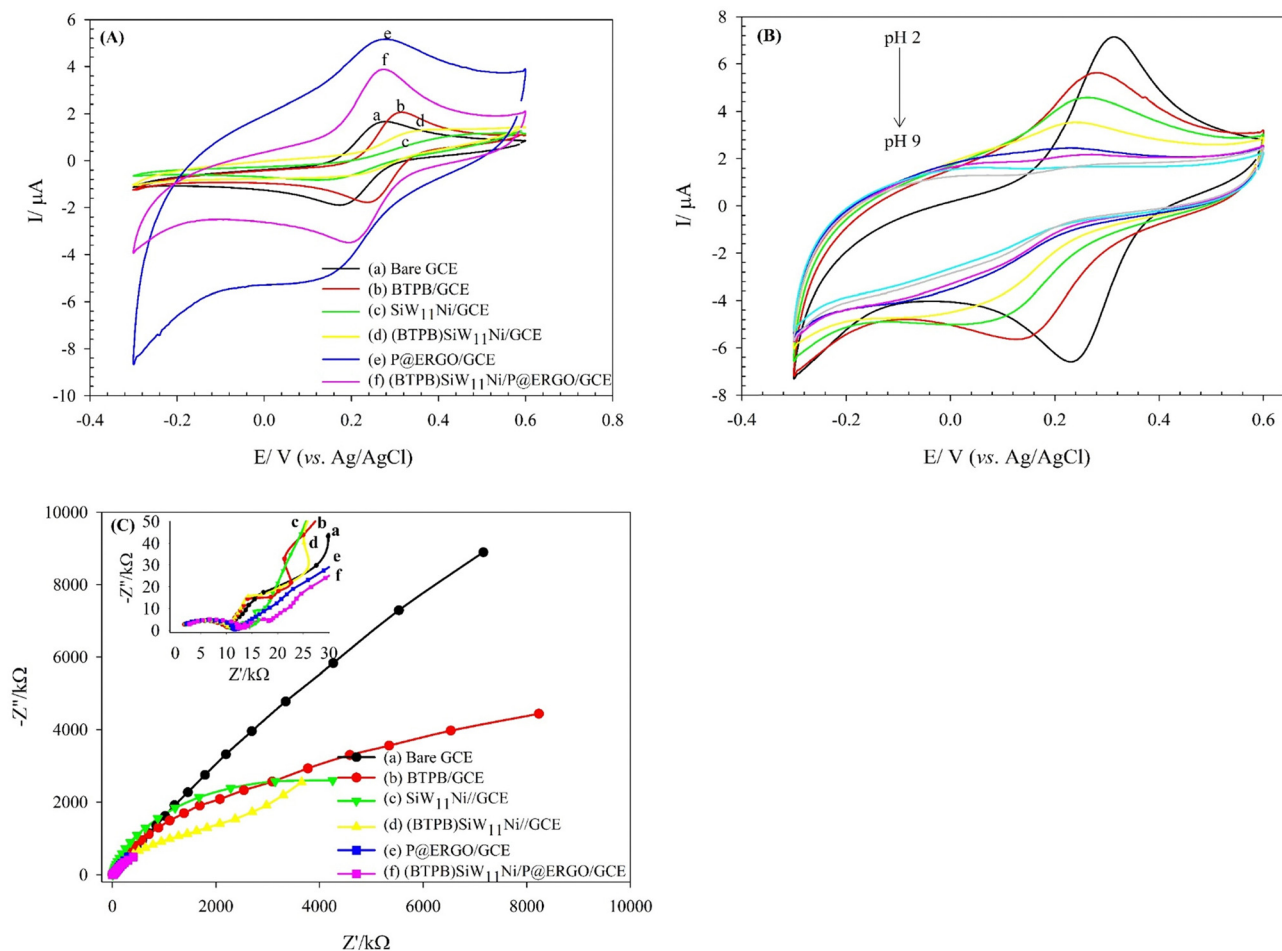 (A)
6
4
2
0
-2
-4
-6
-8
-10
I/ μA
e
f
b
a
d
c
(a) Bare GCE
(b) BTPB/GCE
(c) SiW11Ni/GCE
(d) (BTPB)SiW11Ni/GCE
(e) P@ERGO/GCE
(f) (BTPB)SiW11Ni/P@ERGO/GCE
-0.4 -0.2 0.0 0.2 0.4 0.6
E/ V (vs. Ag/AgCl)
(B)
8
6
4
2
0
-2
-4
-6
-8
I/ μA
pH 2
pH 9
-0.4 -0.2 0.0 0.2 0.4 0.6
E/ V (vs. Ag/AgCl)
(C)
10000
8000
6000
4000
2000
0
-Z"/kΩ
50
40
30
20
10
0
-Z"/kΩ
c b
a
d
e
f
0 5 10 15 20 25 30
Z'/kΩ
(a) Bare GCE
(b) BTPB/GCE
(c) SiW11Ni//GCE
(d) (BTPB)SiW11Ni//GCE
(e) P@ERGO/GCE
(f) (BTPB)SiW11Ni/P@ERGO/GCE
0 2000 4000 6000 8000 10000
Z'/kΩ